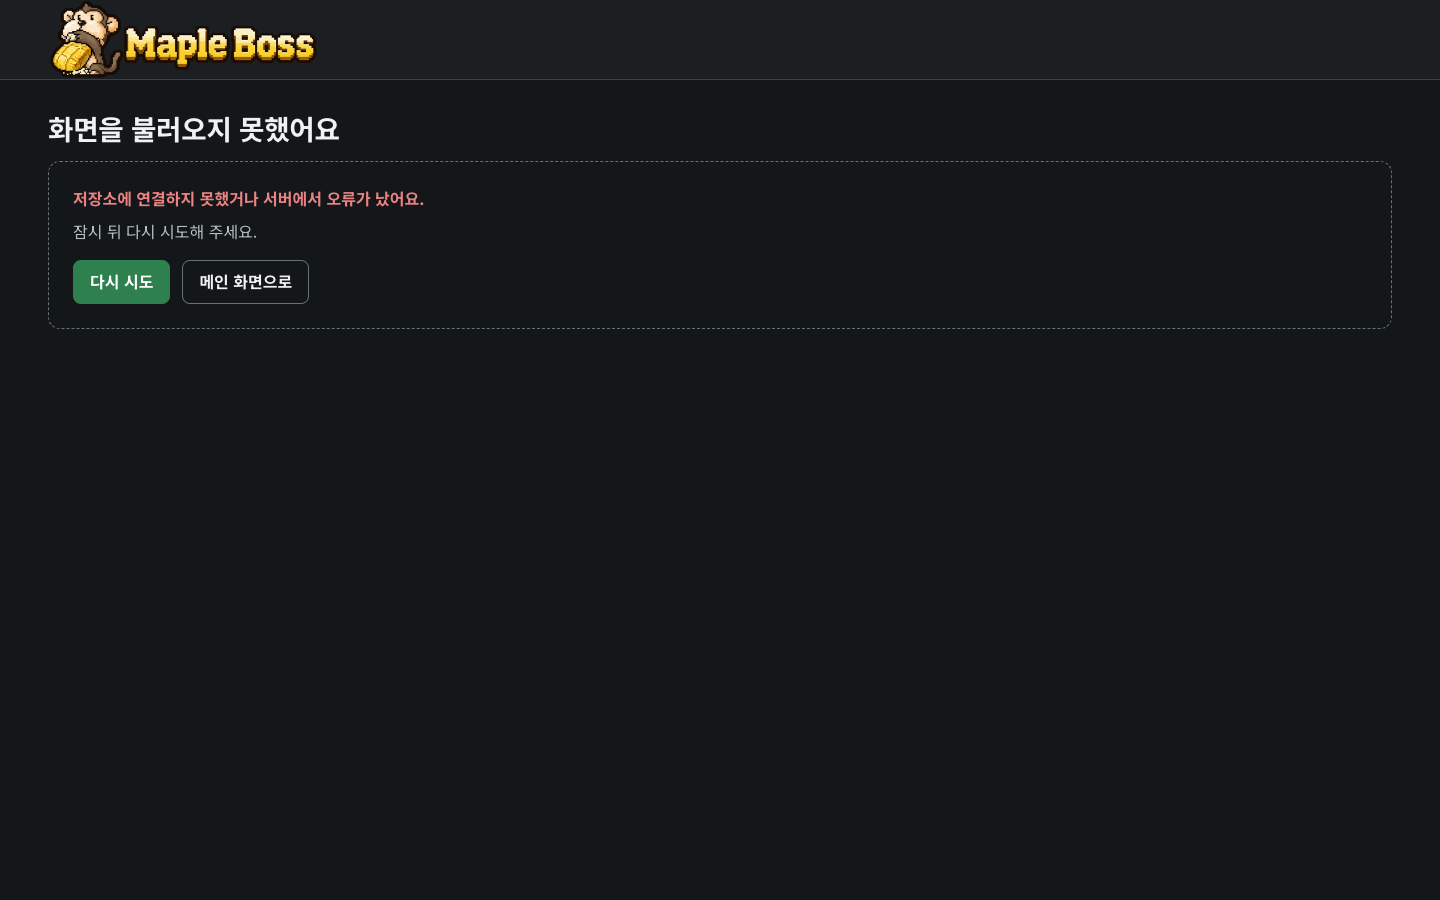 Maple Boss
화면을 불러오지 못했어요
저장소에 연결하지 못했거나 서버에서 오류가 났어요.
잠시 뒤 다시 시도해 주세요.
다시 시도
메인 화면으로